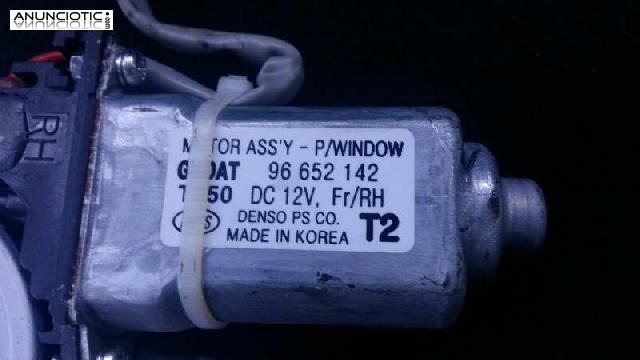 ANUNCIOTIC.com
RH
MOTOR ASS'Y - P/WINDOW
96 652 142
DC 12V, Fr/RH
DENSO PS CO.
MADE IN KOREA T2